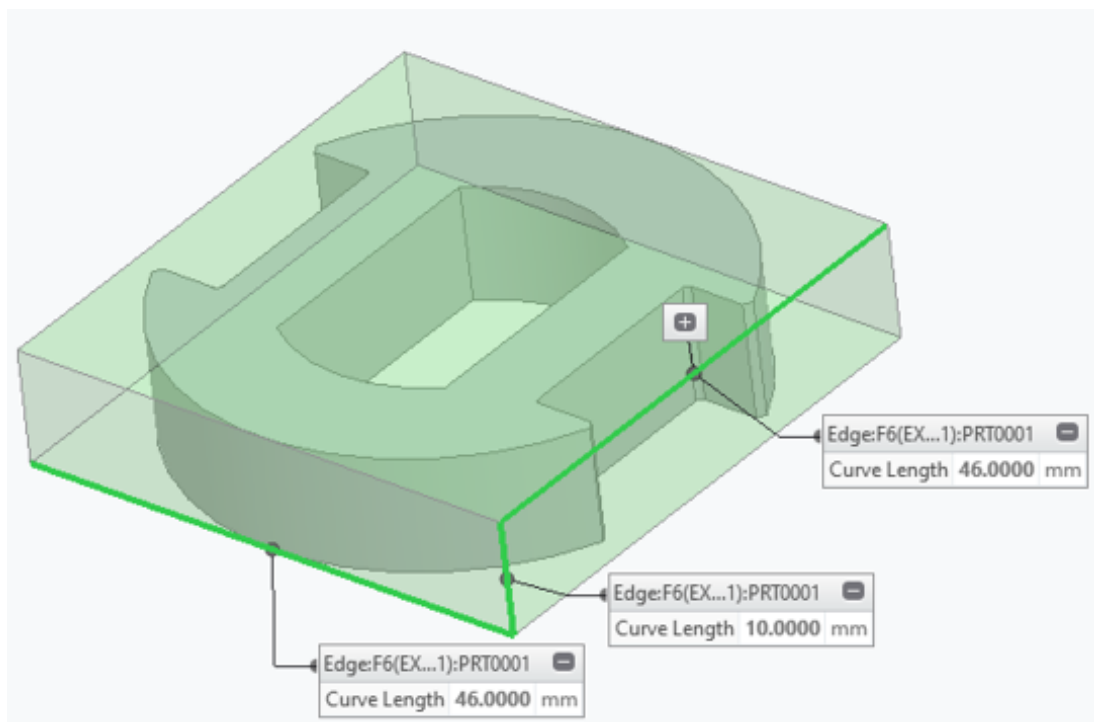 Edge:F6(EX...1):PRT0001
Curve Length 46.0000 mm
Edge:F6(EX...1):PRT0001
Curve Length 10.0000 mm
Edge:F6(EX...1):PRT0001
Curve Length 46.0000 mm